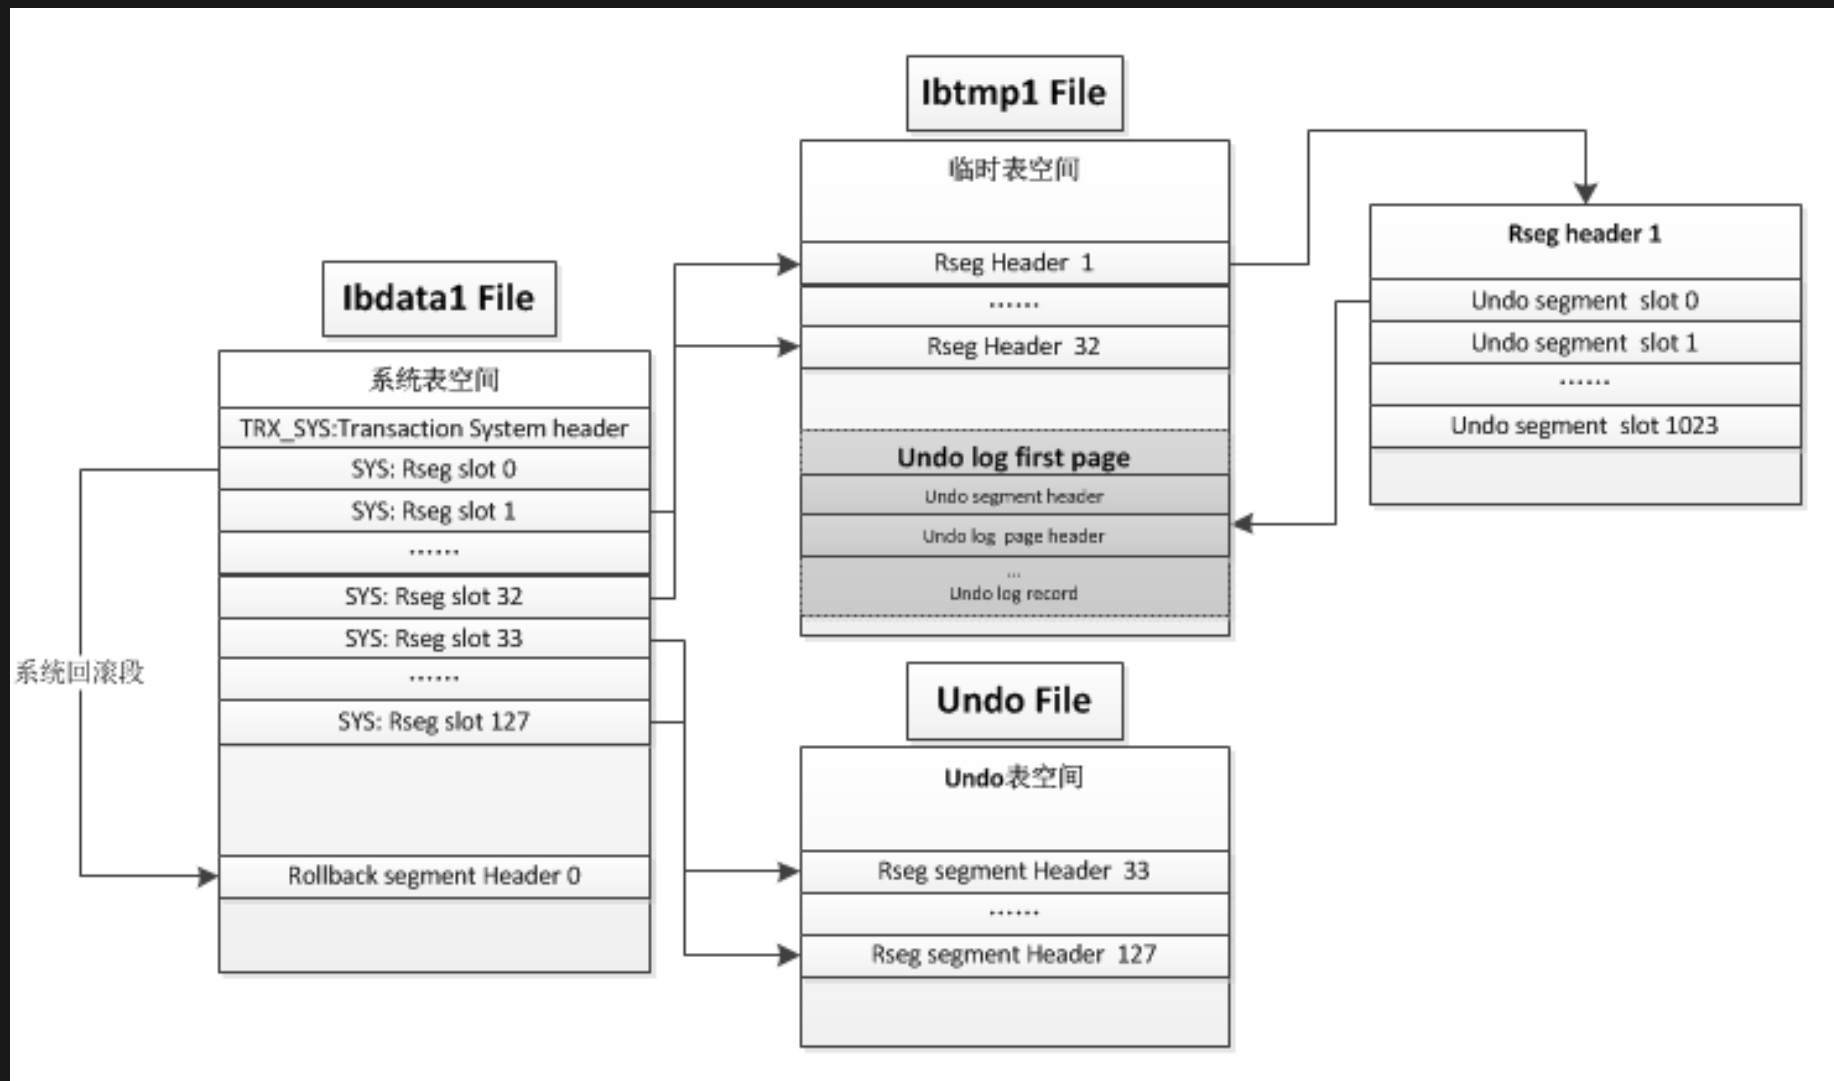 Ibdata1 File
系统表空间
TRX_SYS:Transaction System header
SYS: Rseg slot 0
SYS: Rseg slot 1
......
SYS: Rseg slot 32
SYS: Rseg slot 33
......
SYS: Rseg slot 127
Rollback segment Header 0
系统回滚段
Ibtmp1 File
临时表空间
Rseg Header 1
......
Rseg Header 32
Undo log first page
Undo segment header
Undo log page header
...
Undo log record
Undo File
Undo表空间
Rseg segment Header 33
......
Rseg segment Header 127
Rseg header 1
Undo segment slot 0
Undo segment slot 1
......
Undo segment slot 1023